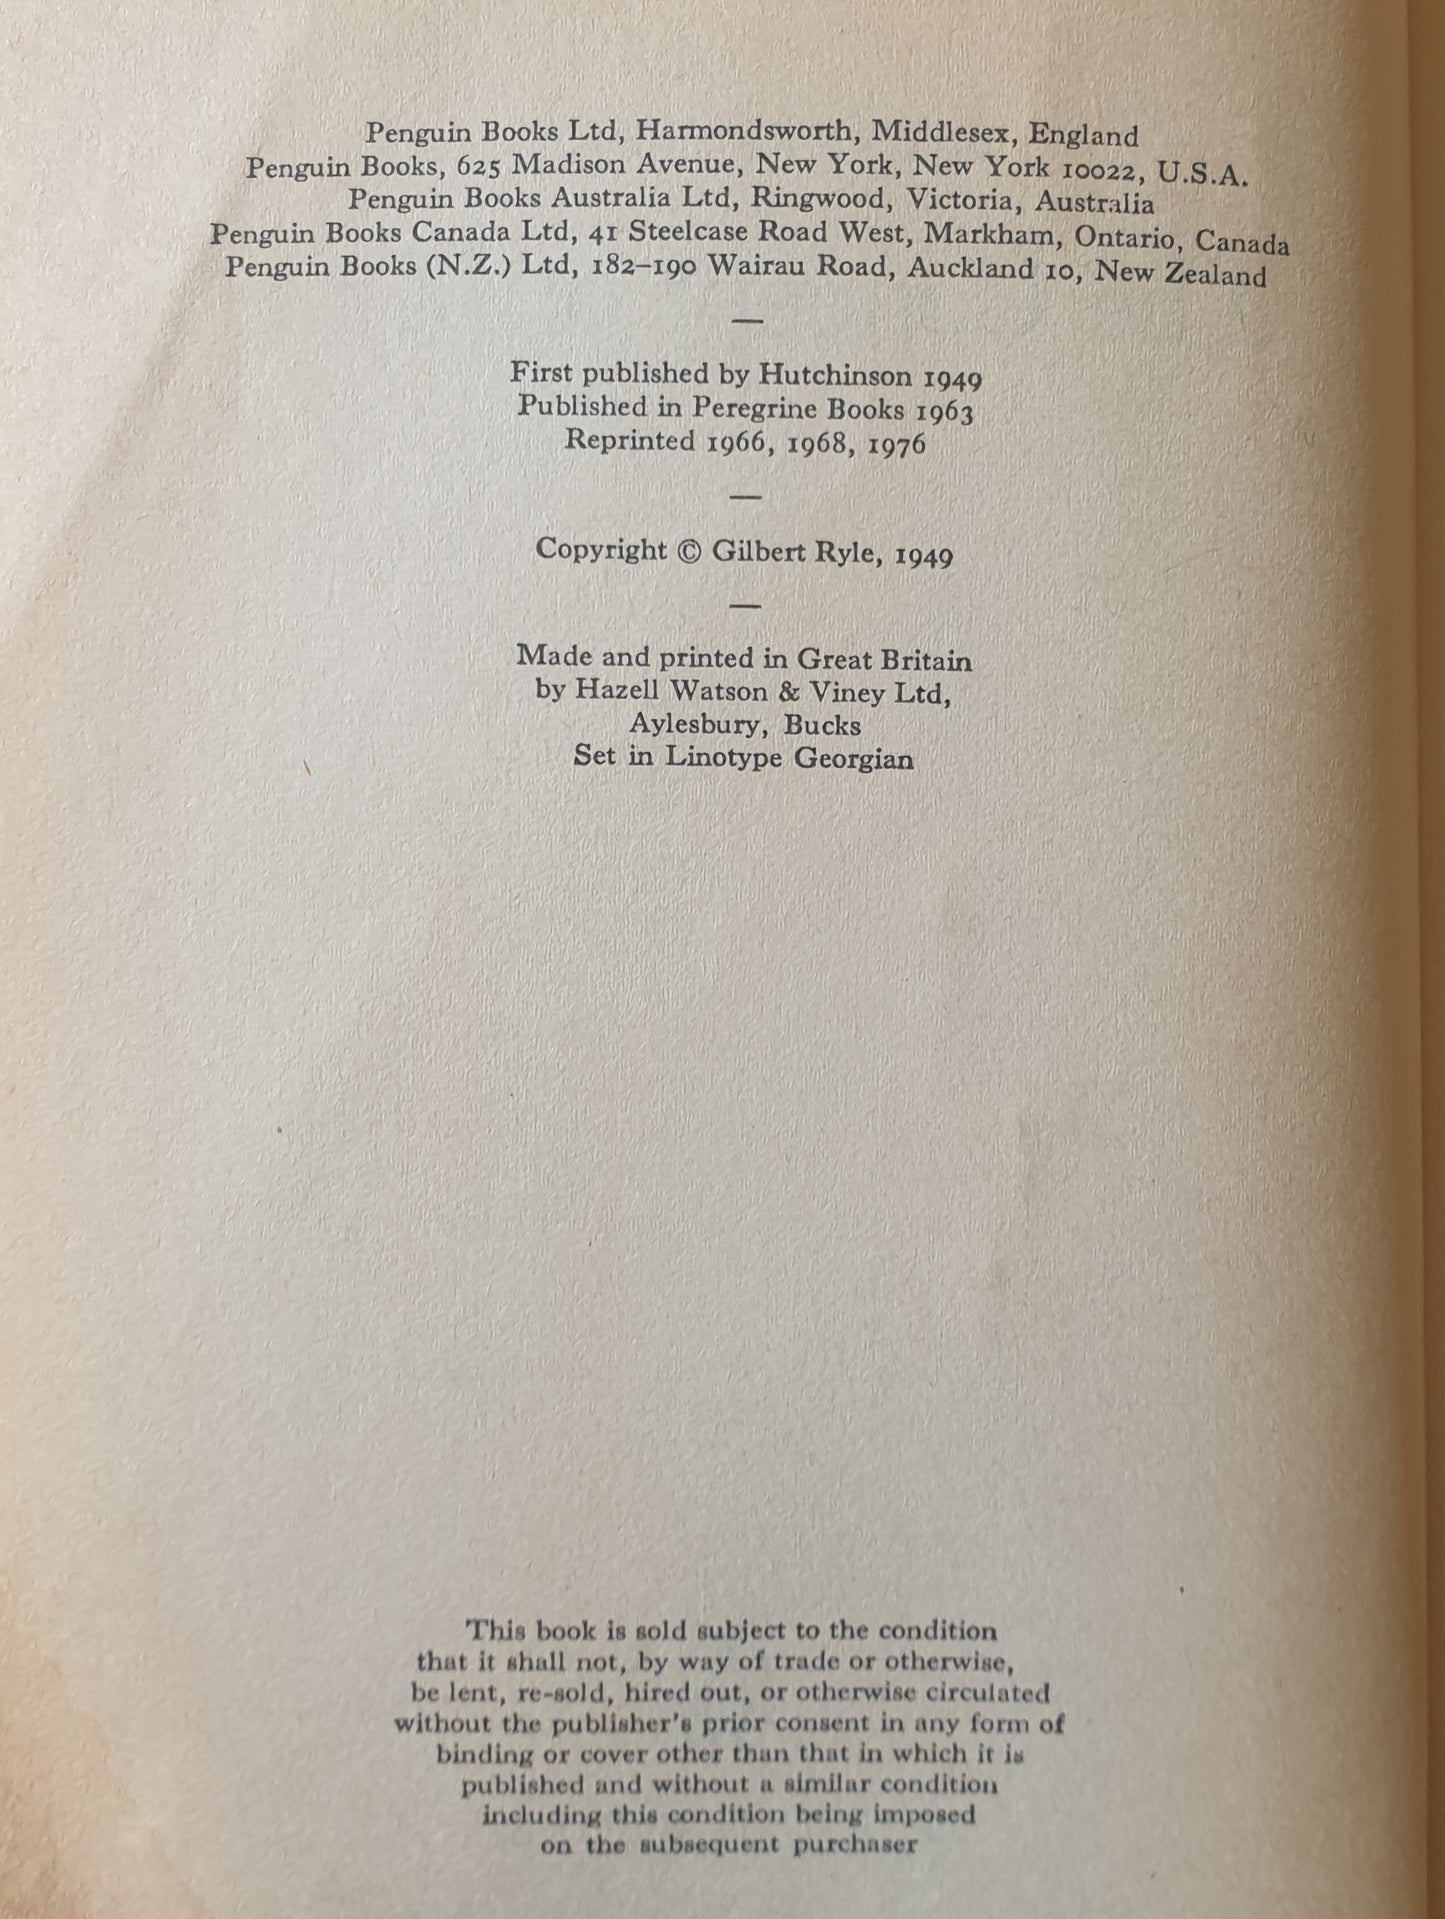 Penguin Books Ltd, Harmondsworth, Middlesex, England
Penguin Books, 625 Madison Avenue, New York, New York 10022, U.S.A.
Penguin Books Australia Ltd, Ringwood, Victoria, Australia
Penguin Books Canada Ltd, 41 Steelcase Road West, Markham, Ontario, Canada
Penguin Books (N.Z.) Ltd, 182–190 Wairau Road, Auckland 10, New Zealand
—
First published by Hutchinson 1949
Published in Peregrine Books 1963
Reprinted 1966, 1968, 1976
—
Copyright © Gilbert Ryle, 1949
—
Made and printed in Great Britain
by Hazell Watson & Viney Ltd,
Aylesbury, Bucks
Set in Linotype Georgian
This book is sold subject to the condition
that it shall not, by way of trade or otherwise,
be lent, re-sold, hired out, or otherwise circulated
without the publisher's prior consent in any form of
binding or cover other than that in which it is
published and without a similar condition
including this condition being imposed
on the subsequent purchaser